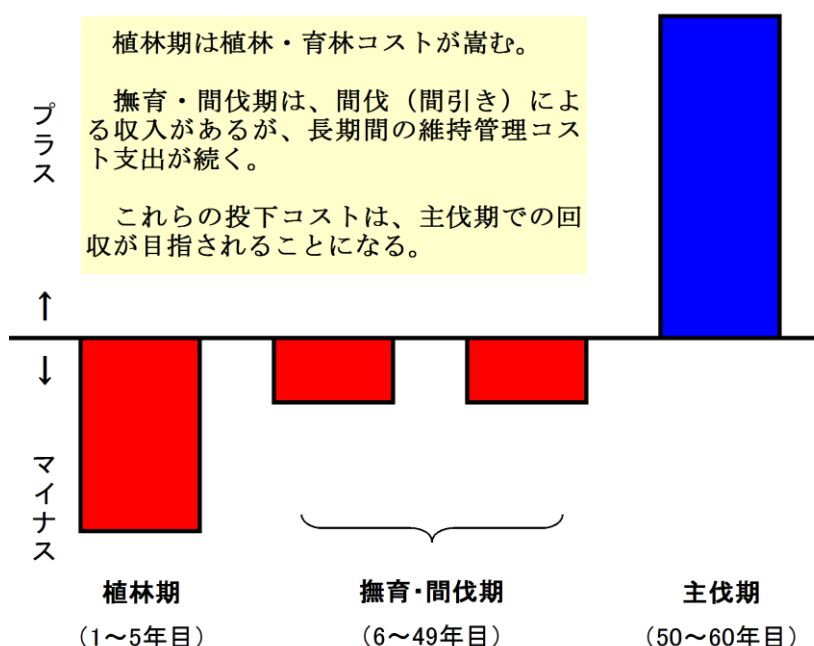 植林期は植林・育林コストが嵩む。
撫育・間伐期は、間伐（間引き）によ
る収入があるが、長期間の維持管理コス
ト支出が続く。
これらの投下コストは、主伐期での回
収が目指されることになる。
プラス
↑
↓
マイナス
植林期
（1～5年目）
撫育・間伐期
（6～49年目）
主伐期
（50～60年目）